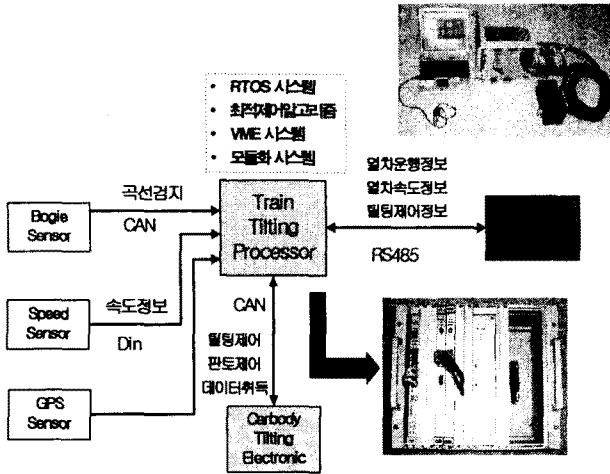 • RTOS 시스템
• 최적제어알고리즘
• VME 시스템
• 모듈화 시스템
열차운행정보
열차속도정보
틸팅제어정보
RS485
Bogie
Sensor
곡선검지
CAN
Train
Tilting
Processor
Speed
Sensor
속도정보
Din
GPS
Sensor
CAN
틸팅제어
판토제어
데이터취득
Carbody
Tilting
Electronic